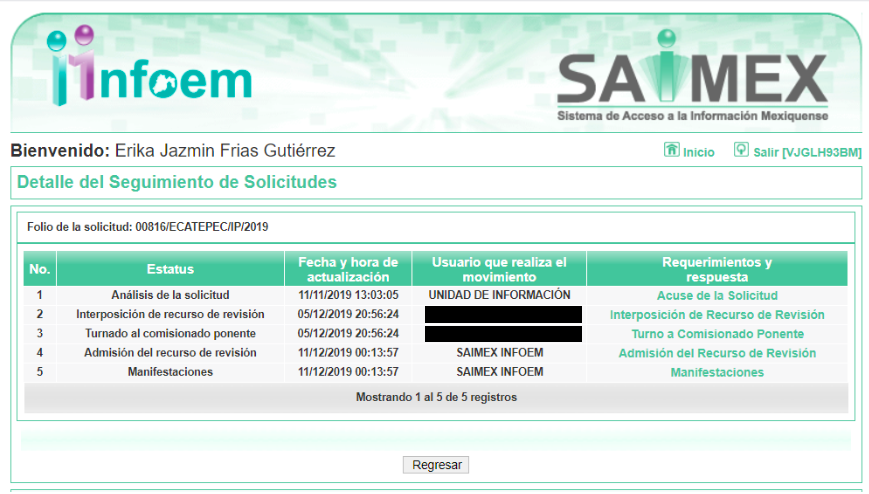 infoem
SAIMEX
Sistema de Acceso a la Información Mexiquense
Bienvenido: Erika Jazmin Frias Gutiérrez
Inicio Salir [VJGLH93BM]
Detalle del Seguimiento de Solicitudes
Folio de la solicitud: 00816/ECATEPEC/IP/2019
No. Estatus Fecha y hora de actualización Usuario que realiza el movimiento Requerimientos y respuesta
1 Análisis de la solicitud 11/11/2019 13:03:05 UNIDAD DE INFORMACIÓN Acuse de la Solicitud
2 Interposición de recurso de revisión 05/12/2019 20:56:24 Interposición de Recurso de Revisión
3 Turnado al comisionado ponente 05/12/2019 20:56:24 Turno a Comisionado Ponente
4 Admisión del recurso de revisión 11/12/2019 00:13:57 SAIMEX INFOEM Admisión del Recurso de Revisión
5 Manifestaciones 11/12/2019 00:13:57 SAIMEX INFOEM Manifestaciones
Mostrando 1 al 5 de 5 registros
Regresar